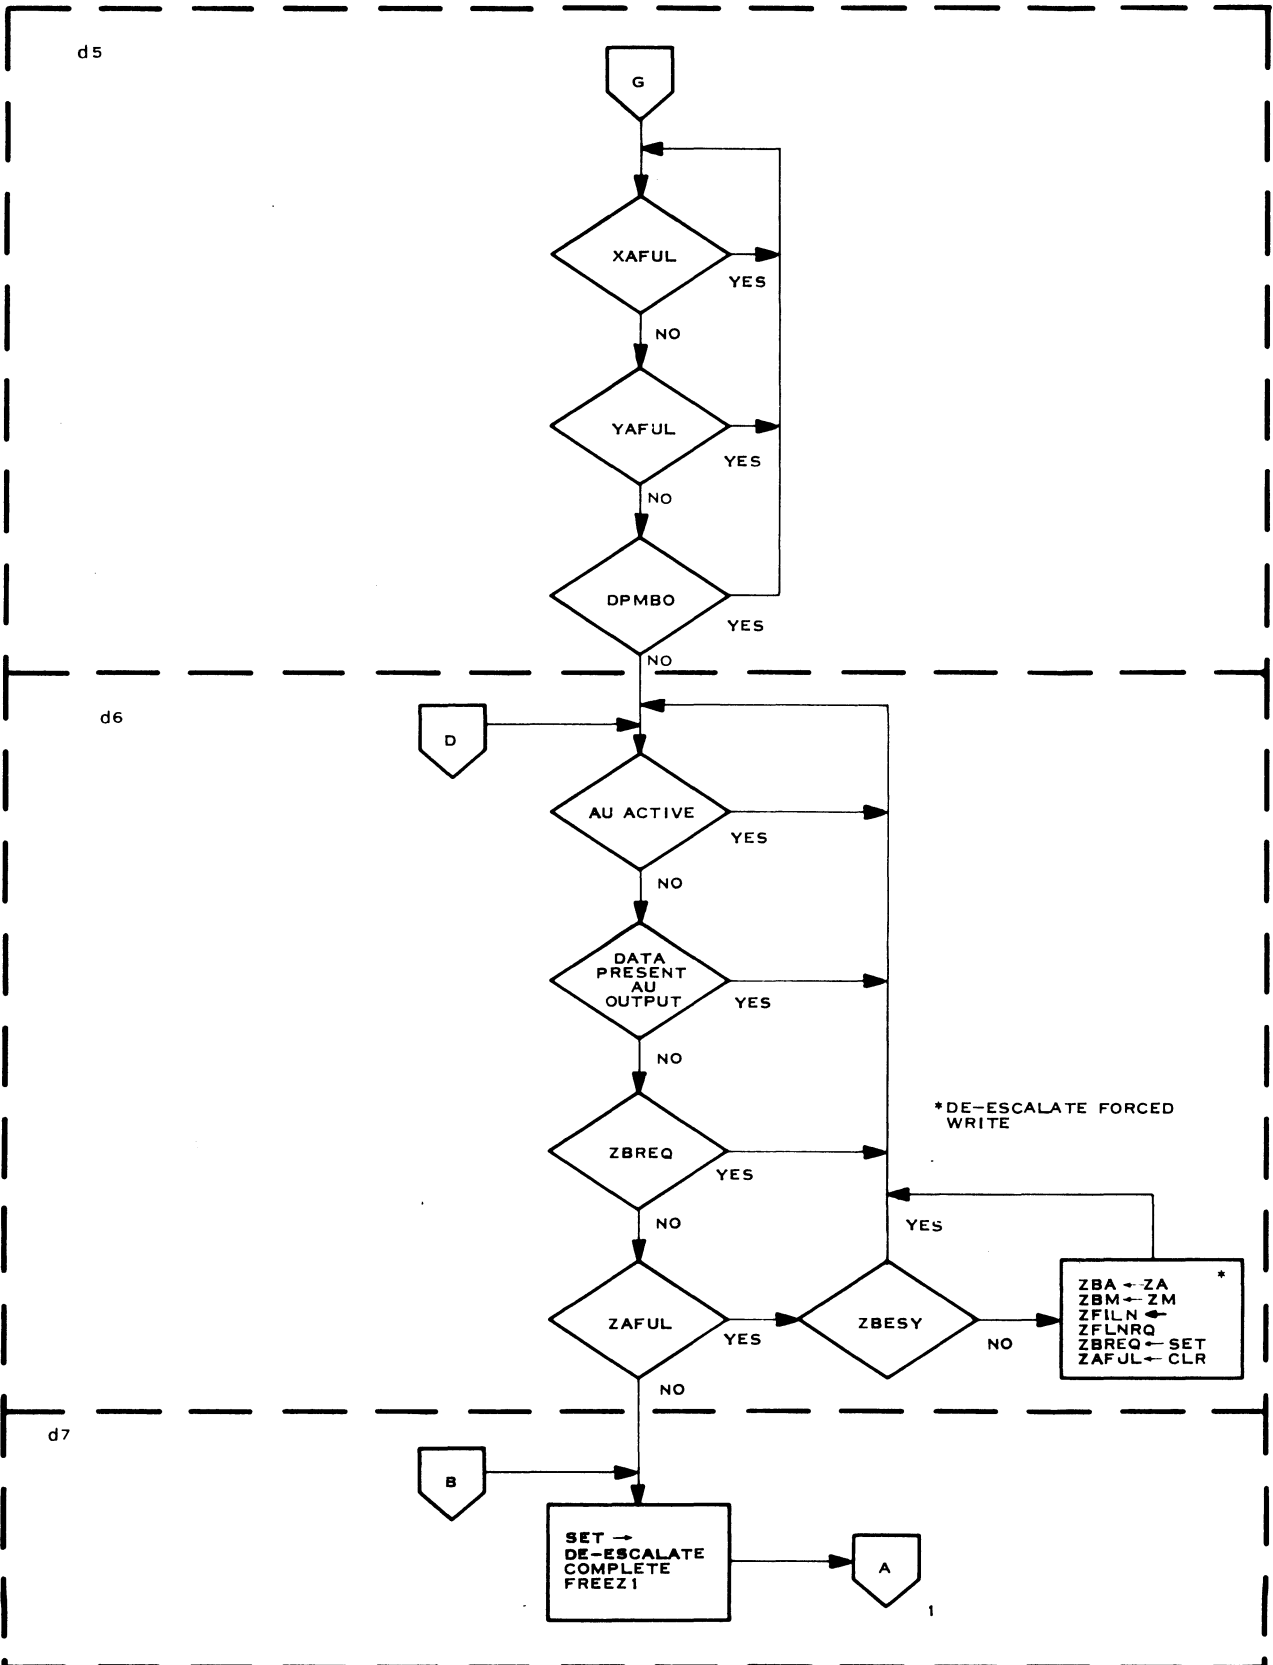 d5
G
XAFUL
YES
NO
YAFUL
YES
NO
DPMBO
YES
NO
d6
D
AU ACTIVE
YES
NO
DATA
PRESENT
AU
OUTPUT
YES
NO
*DE-ESCALATE FORCED
WRITE
ZBREQ
YES
NO
YES
ZAFUL
YES
ZBESY
NO
*
ZBA ← ZA
ZBM ← ZM
ZFILN ←
ZFLNRQ
ZBREQ ← SET
ZAFUL ← CLR
NO
d7
B
SET →
DE-ESCALATE
COMPLETE
FREEZ1
A
1